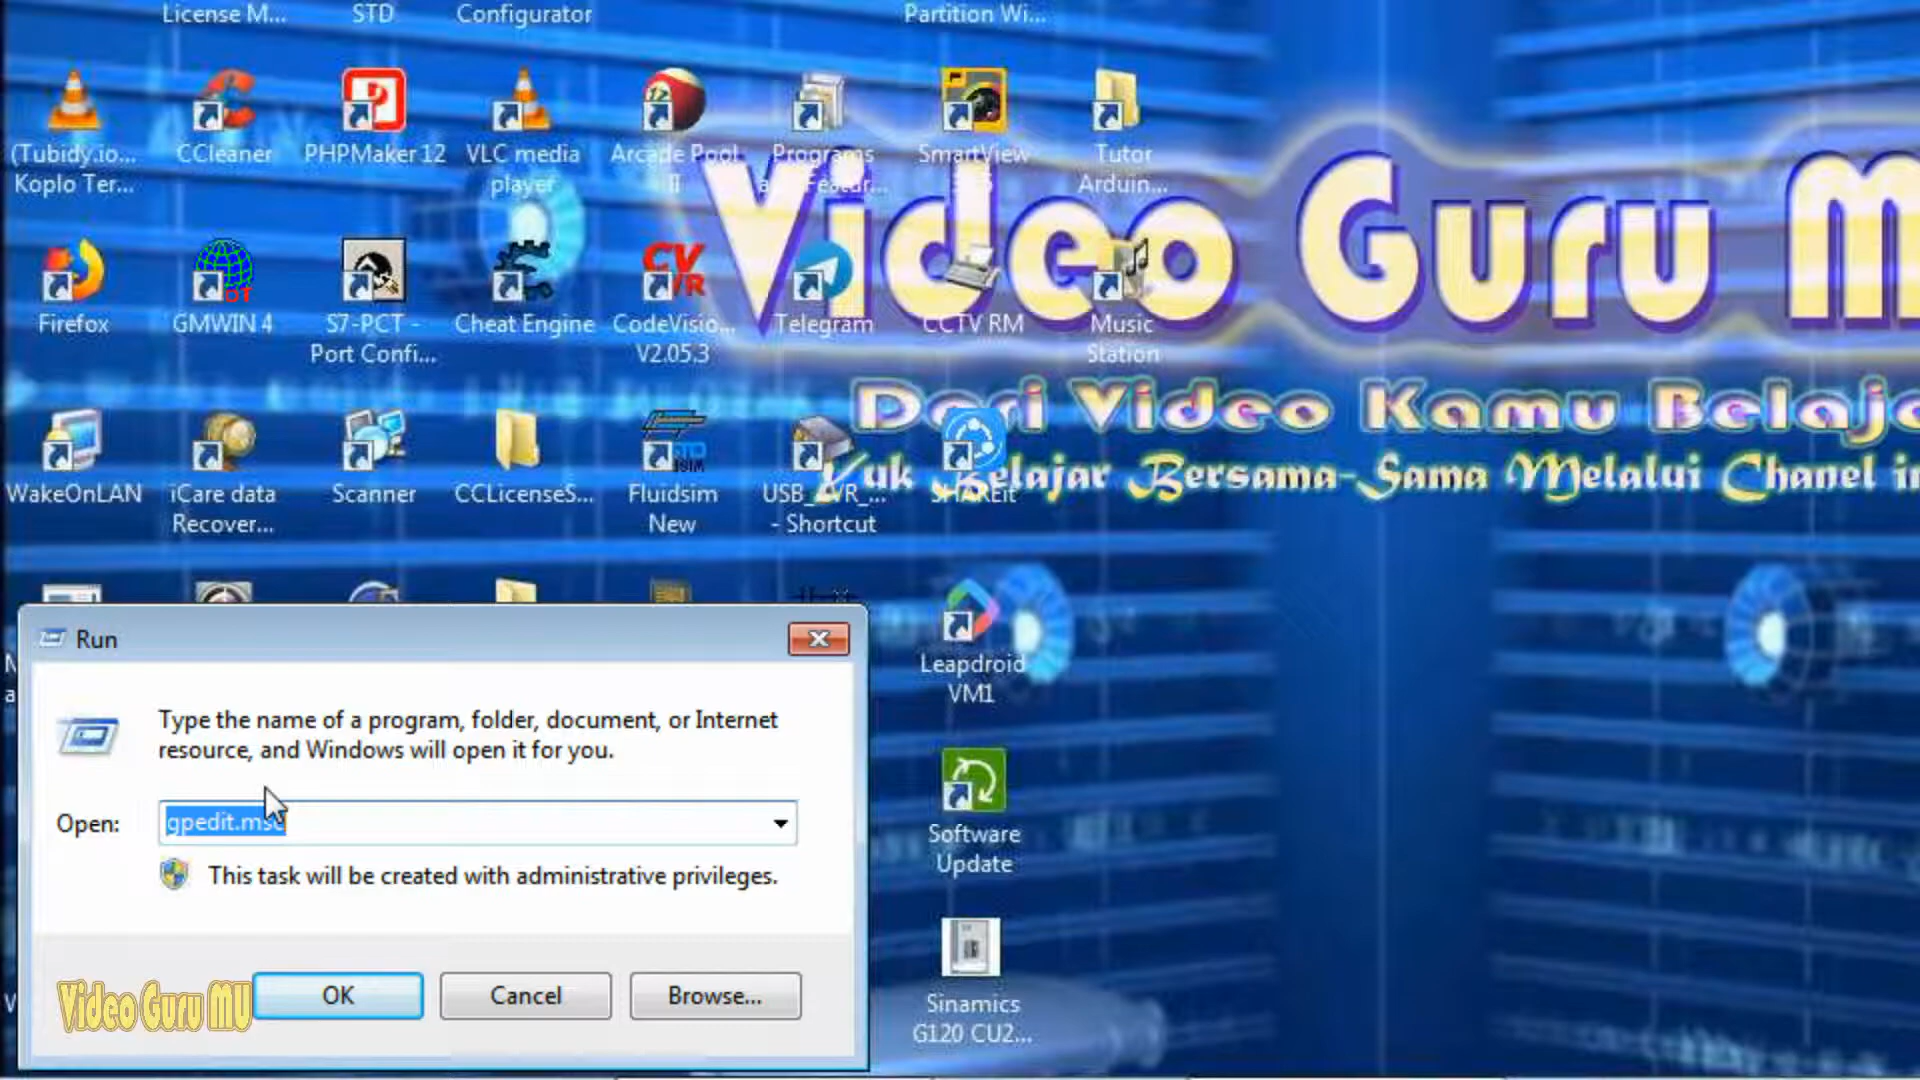 License M...
STD
Configurator
Partition Wi...
(Tubidy.io...
Koplo Ter...
CCleaner
PHPMaker 12
VLC media
player
Arcade Pool
II
Programs
and Featur...
SmartView
Tutor
Arduin...
Video Guru M
Firefox
GMWIN 4
S7-PCT -
Port Confi...
Cheat Engine
CV
CodeVisio...
V2.05.3
Telegram
CCTV RM
Music
Station
Dari Video Kamu Belaja
Yuk Belajar Bersama-Sama Melalui Chanel in
WakeOnLAN
iCare data
Recover...
Scanner
CCLicenseS...
Fluidsim
New
USB_AVR_...
- Shortcut
SHAREit
Leapdroid
VM1
Software
Update
Sinamics
G120 CU2...
Run
Type the name of a program, folder, document, or Internet
resource, and Windows will open it for you.
Open:
gpedit.msc
This task will be created with administrative privileges.
OK
Cancel
Browse...
Video Guru MU